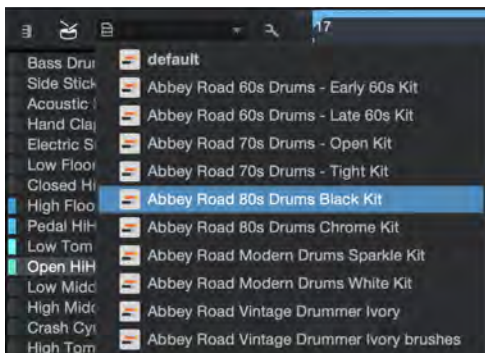 17
default
Abbey Road 60s Drums - Early 60s Kit
Abbey Road 60s Drums - Late 60s Kit
Abbey Road 70s Drums - Open Kit
Abbey Road 70s Drums - Tight Kit
Abbey Road 80s Drums Black Kit
Abbey Road 80s Drums Chrome Kit
Abbey Road Modern Drums Sparkle Kit
Abbey Road Modern Drums White Kit
Abbey Road Vintage Drummer Ivory
Abbey Road Vintage Drummer Ivory brushes
Bass Dru
Side Stick
Acoustic
Hand Cla
Electric S
Low Floor
Closed Hi
High Floo
Pedal HiH
Low Tom
Open HiH
Low Midd
High Midd
Crash Cy
High Tom